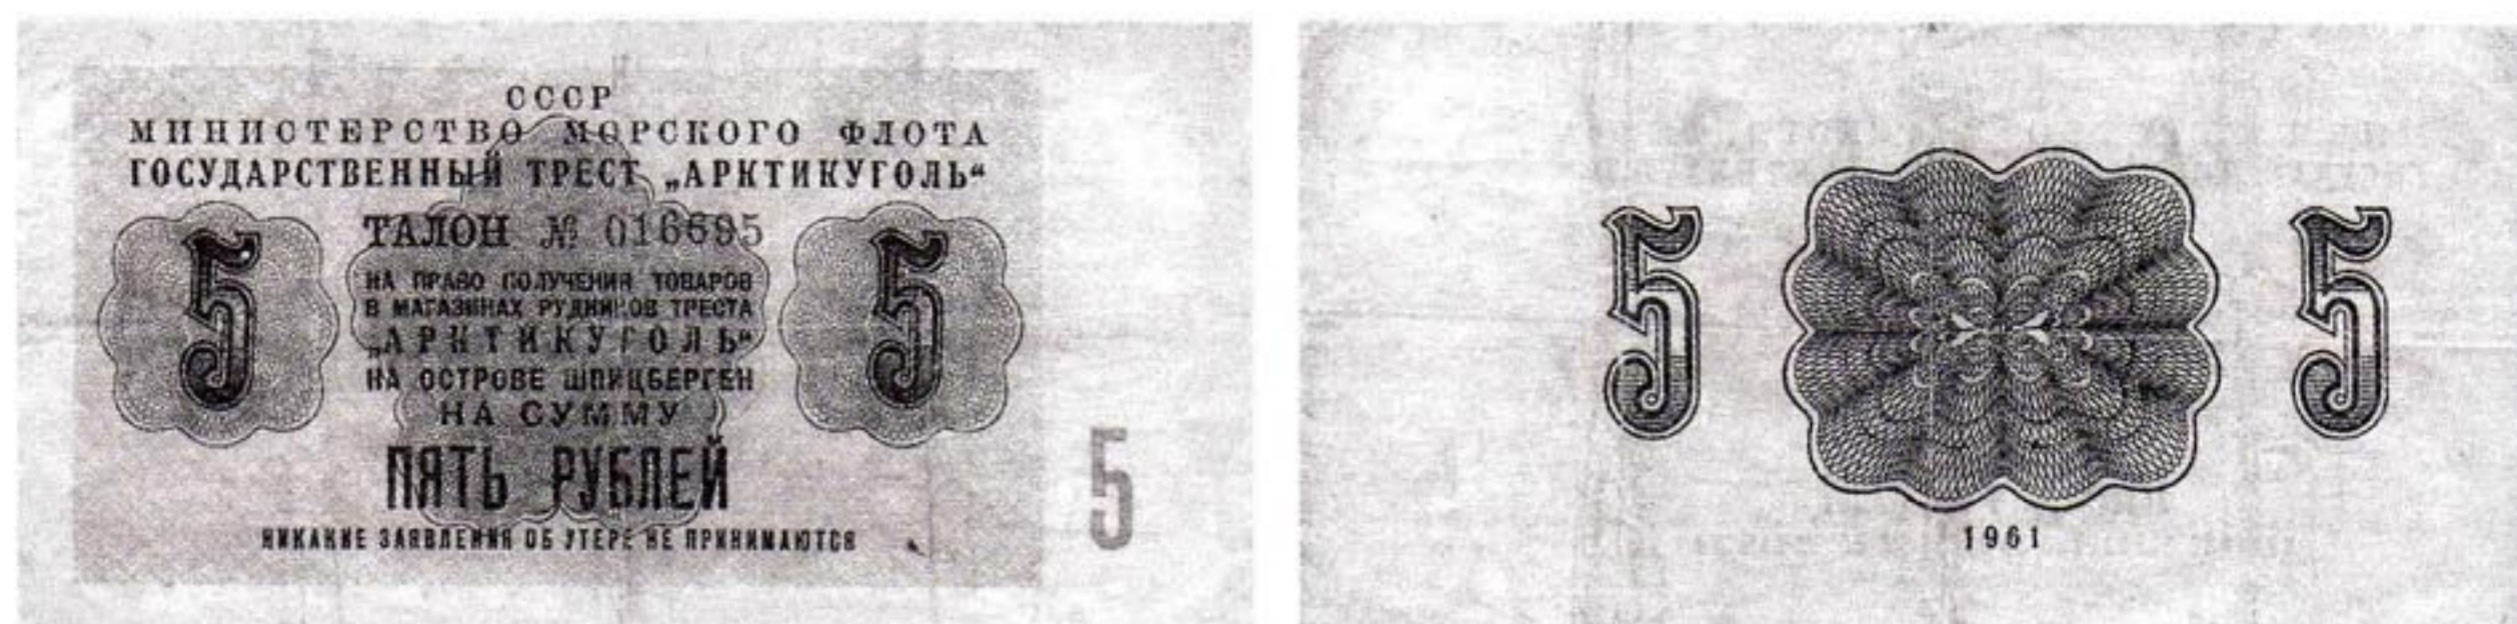 СССР
МИНИСТЕРСТВО МОРСКОГО ФЛОТА
ГОСУДАРСТВЕННЫЙ ТРЕСТ „АРКТИКУГОЛЬ“
ТАЛОН № 016695
5 5
НА ПРАВО ПОЛУЧЕНИЯ ТОВАРОВ
В МАГАЗИНАХ РУДНИКОВ ТРЕСТА
„АРКТИКУГОЛЬ“
НА ОСТРОВЕ ШПИЦБЕРГЕН
НА СУММУ
ПЯТЬ РУБЛЕЙ
5
НИКАКИЕ ЗАЯВЛЕНИЯ ОБ УТЕРЕ НЕ ПРИНИМАЮТСЯ
5 5
1961